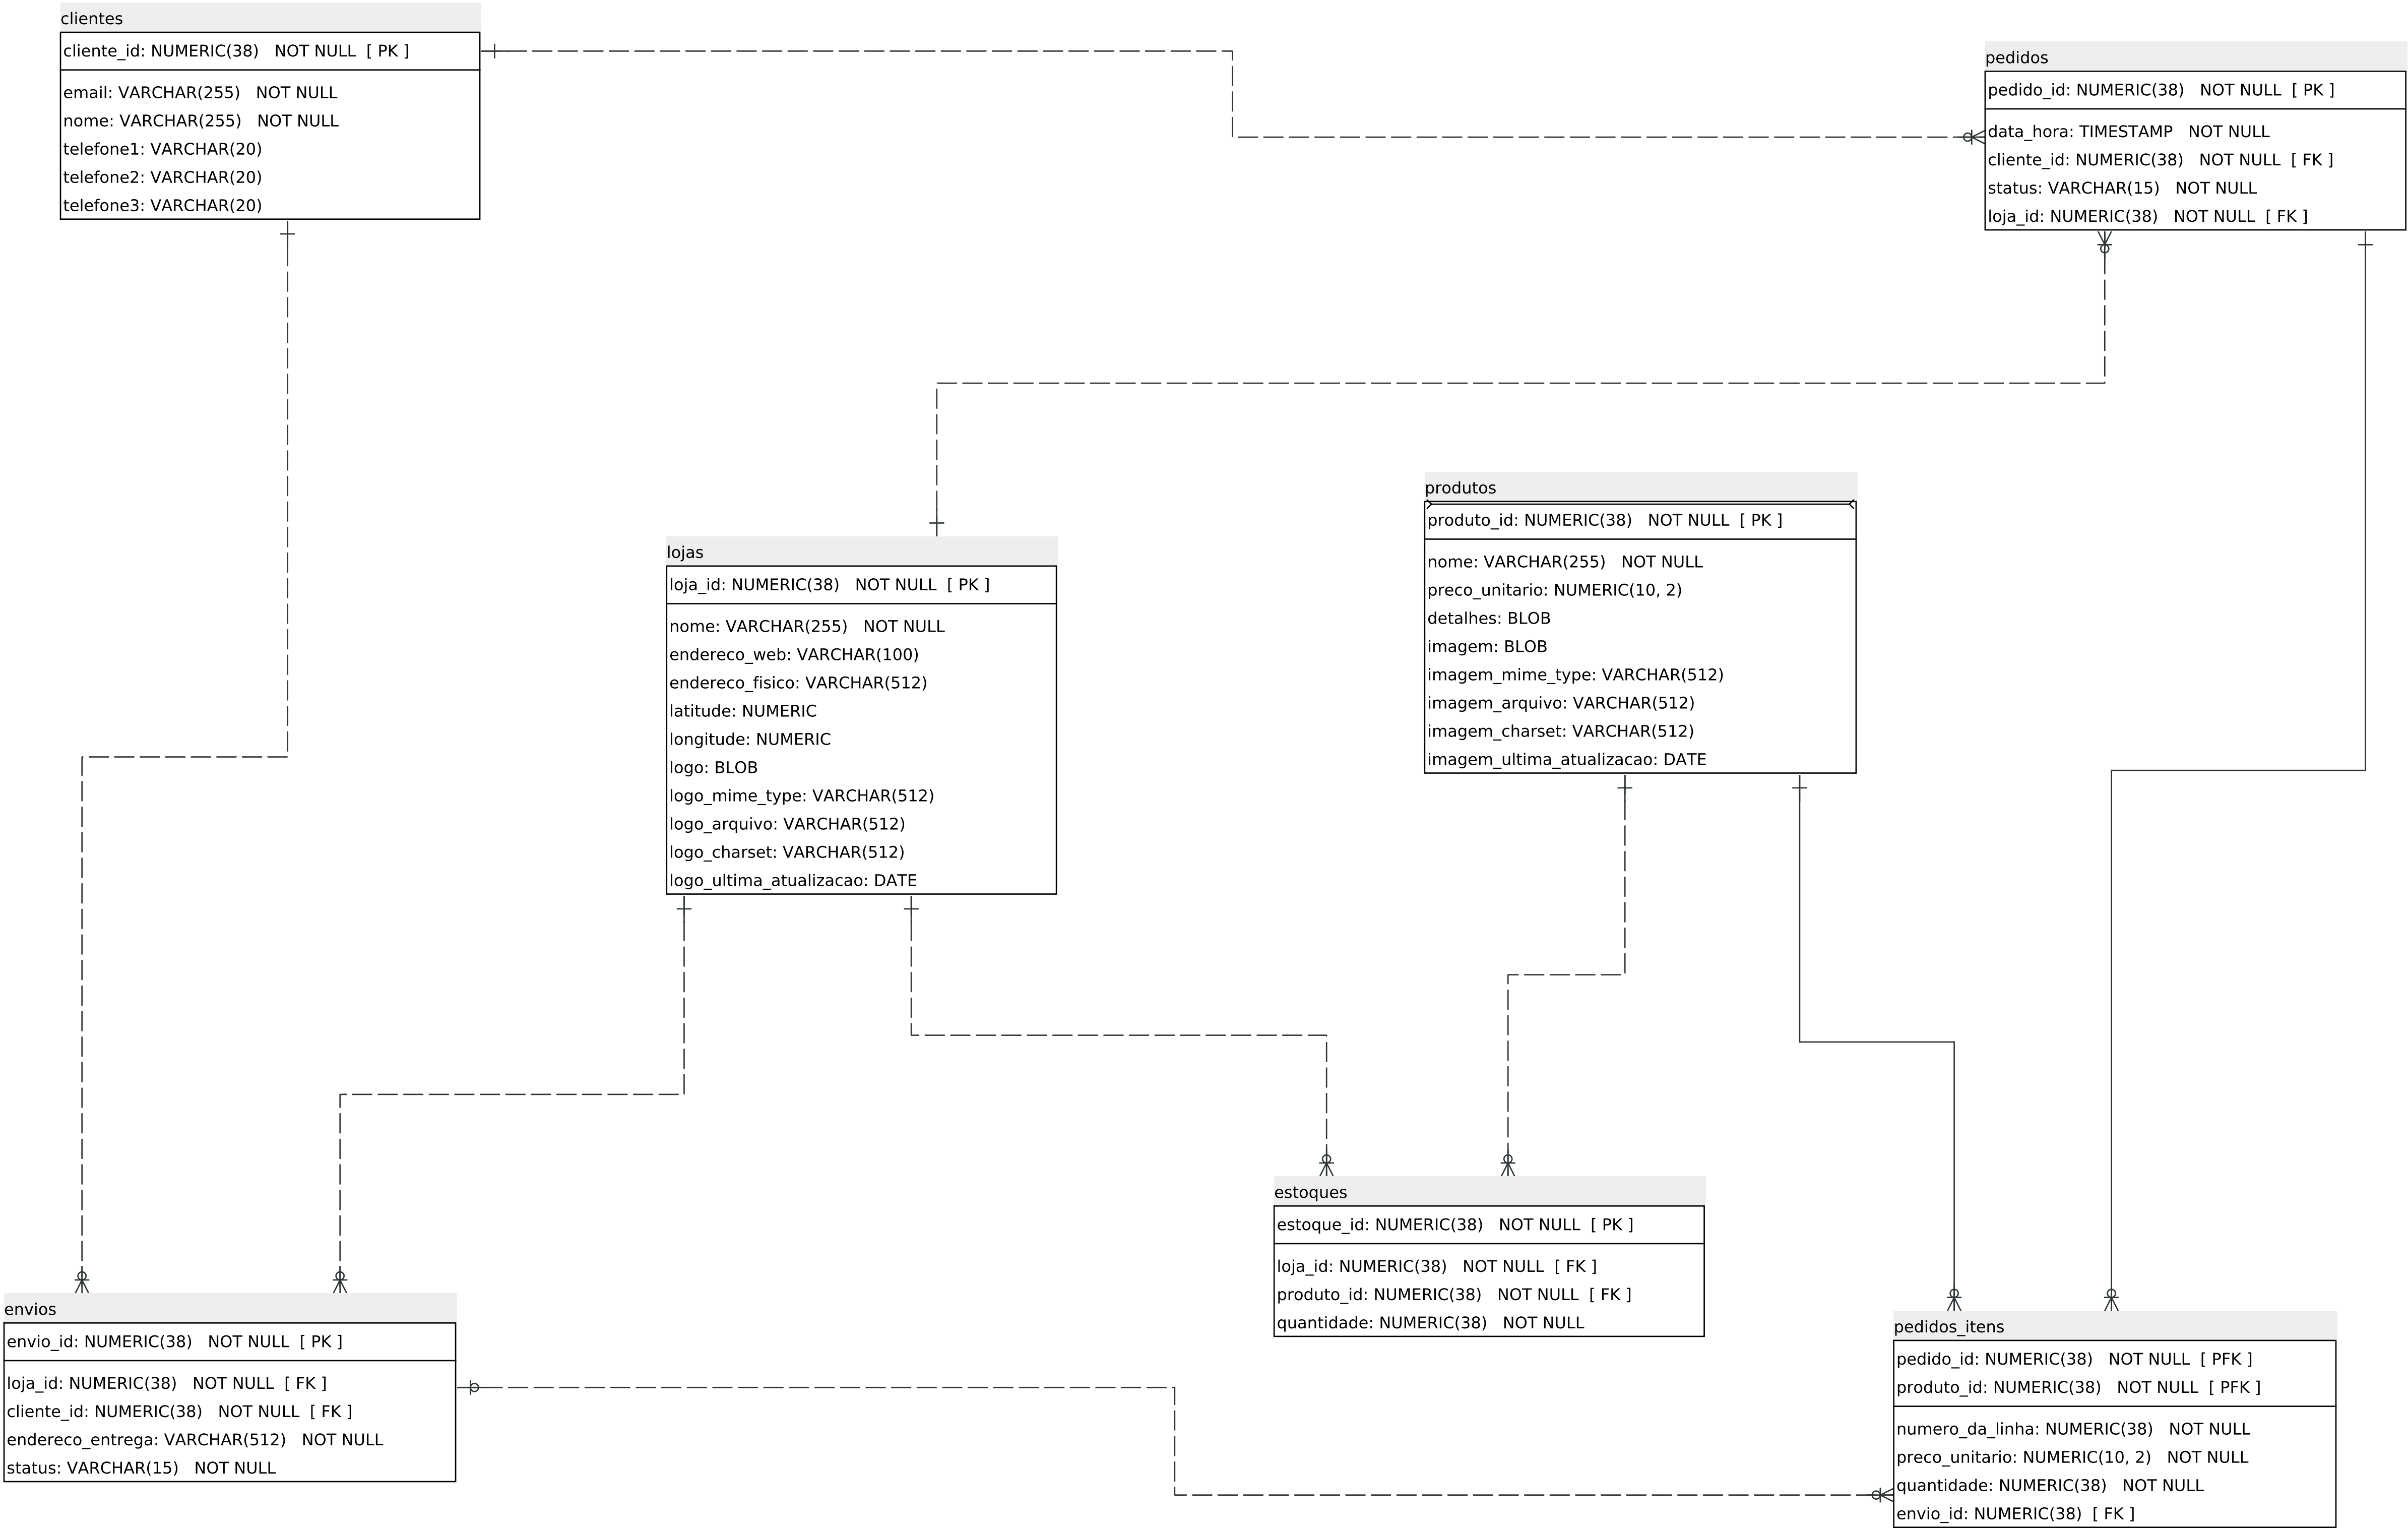 clientes
cliente_id: NUMERIC(38) NOT NULL [ PK ]
email: VARCHAR(255) NOT NULL
nome: VARCHAR(255) NOT NULL
telefone1: VARCHAR(20)
telefone2: VARCHAR(20)
telefone3: VARCHAR(20)
pedidos
pedido_id: NUMERIC(38) NOT NULL [ PK ]
data_hora: TIMESTAMP NOT NULL
cliente_id: NUMERIC(38) NOT NULL [ FK ]
status: VARCHAR(15) NOT NULL
loja_id: NUMERIC(38) NOT NULL [ FK ]
produtos
produto_id: NUMERIC(38) NOT NULL [ PK ]
nome: VARCHAR(255) NOT NULL
preco_unitario: NUMERIC(10, 2)
detalhes: BLOB
imagem: BLOB
imagem_mime_type: VARCHAR(512)
imagem_arquivo: VARCHAR(512)
imagem_charset: VARCHAR(512)
imagem_ultima_atualizacao: DATE
lojas
loja_id: NUMERIC(38) NOT NULL [ PK ]
nome: VARCHAR(255) NOT NULL
endereco_web: VARCHAR(100)
endereco_fisico: VARCHAR(512)
latitude: NUMERIC
longitude: NUMERIC
logo: BLOB
logo_mime_type: VARCHAR(512)
logo_arquivo: VARCHAR(512)
logo_charset: VARCHAR(512)
logo_ultima_atualizacao: DATE
estoques
estoque_id: NUMERIC(38) NOT NULL [ PK ]
loja_id: NUMERIC(38) NOT NULL [ FK ]
produto_id: NUMERIC(38) NOT NULL [ FK ]
quantidade: NUMERIC(38) NOT NULL
envios
envio_id: NUMERIC(38) NOT NULL [ PK ]
loja_id: NUMERIC(38) NOT NULL [ FK ]
cliente_id: NUMERIC(38) NOT NULL [ FK ]
endereco_entrega: VARCHAR(512) NOT NULL
status: VARCHAR(15) NOT NULL
pedidos_itens
pedido_id: NUMERIC(38) NOT NULL [ PFK ]
produto_id: NUMERIC(38) NOT NULL [ PFK ]
numero_da_linha: NUMERIC(38) NOT NULL
preco_unitario: NUMERIC(10, 2) NOT NULL
quantidade: NUMERIC(38) NOT NULL
envio_id: NUMERIC(38) [ FK ]